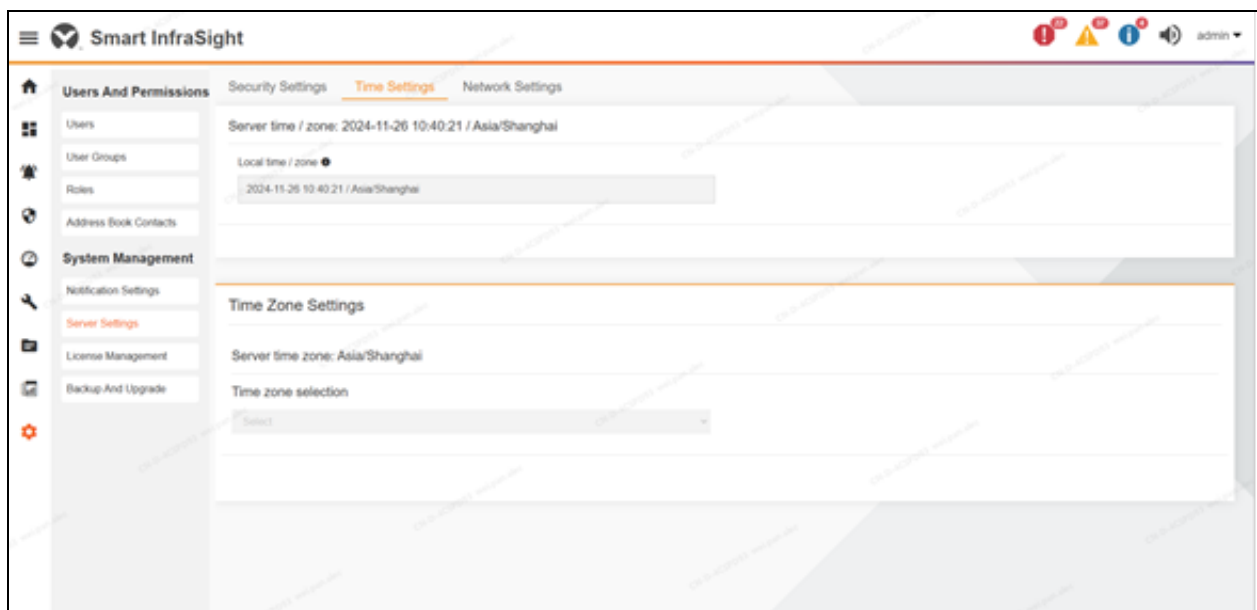 Smart InfraSight
admin
Users And Permissions
Users
User Groups
Roles
Address Book Contacts
System Management
Notification Settings
Server Settings
License Management
Backup And Upgrade
Security Settings Time Settings Network Settings
Server time / zone: 2024-11-26 10:40:21 / Asia/Shanghai
Local time / zone
2024-11-26 10:40:21 / Asia/Shanghai
Time Zone Settings
Server time zone: Asia/Shanghai
Time zone selection
Select